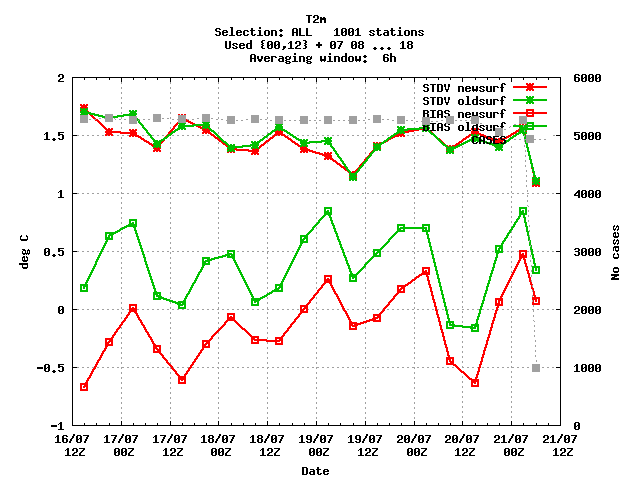 T2m
Selection: ALL   1001 stations
Used {00,12} + 07 08 ... 18
Averaging window:  6h
STDV newsurf
STDV oldsurf
BIAS newsurf
BIAS oldsurf
CASES
2
1.5
1
0.5
0
-0.5
-1
deg C
6000
5000
4000
3000
2000
1000
0
No cases
16/07 17/07 17/07 18/07 18/07 19/07 19/07 20/07 20/07 21/07 21/07
12Z 00Z 12Z 00Z 12Z 00Z 12Z 00Z 12Z 00Z 12Z
Date